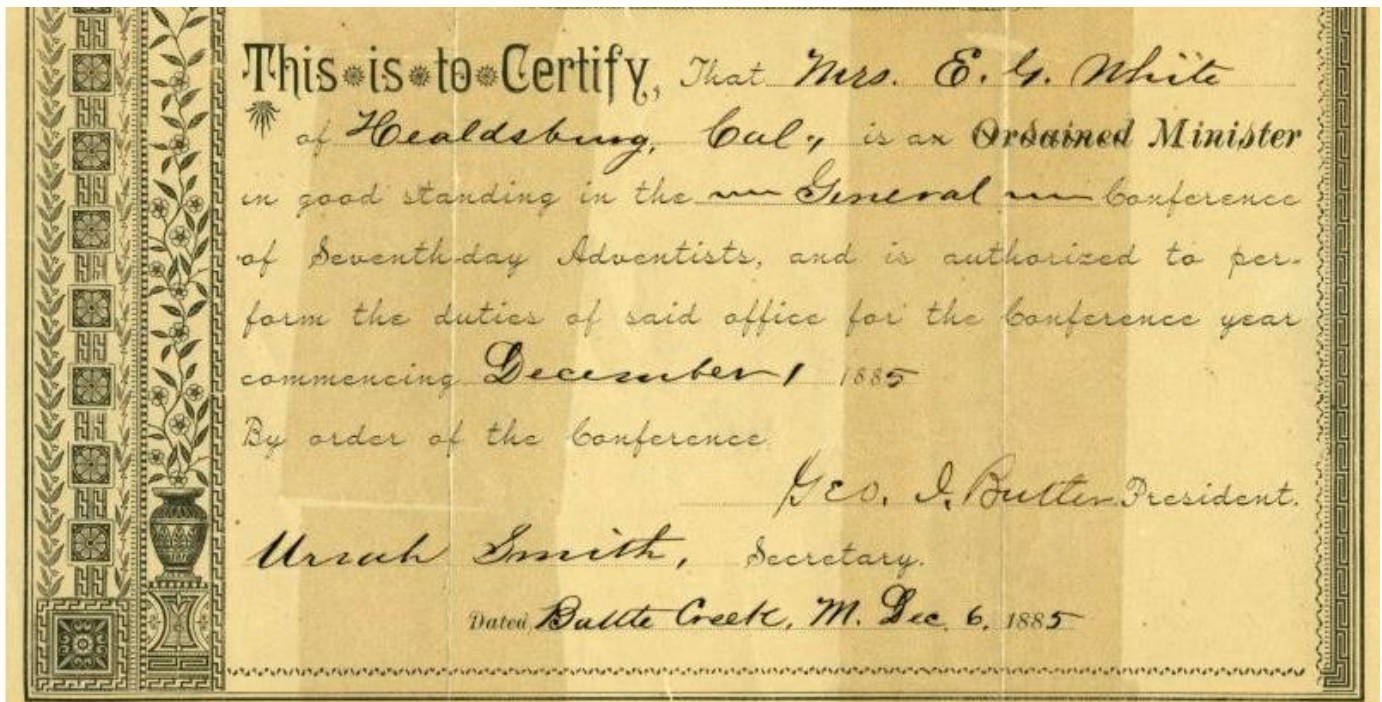 This is to Certify, That Mrs. E. G. White
of Healdsburg, Cal., is an Ordained Minister
in good standing in the General Conference
of Seventh-day Adventists, and is authorized to per-
form the duties of said office for the Conference year
commencing December 1 1885
By order of the Conference
Geo. I. Butler President.
Uriah Smith, Secretary.
Dated, Battle Creek, M. Dec. 6, 1885